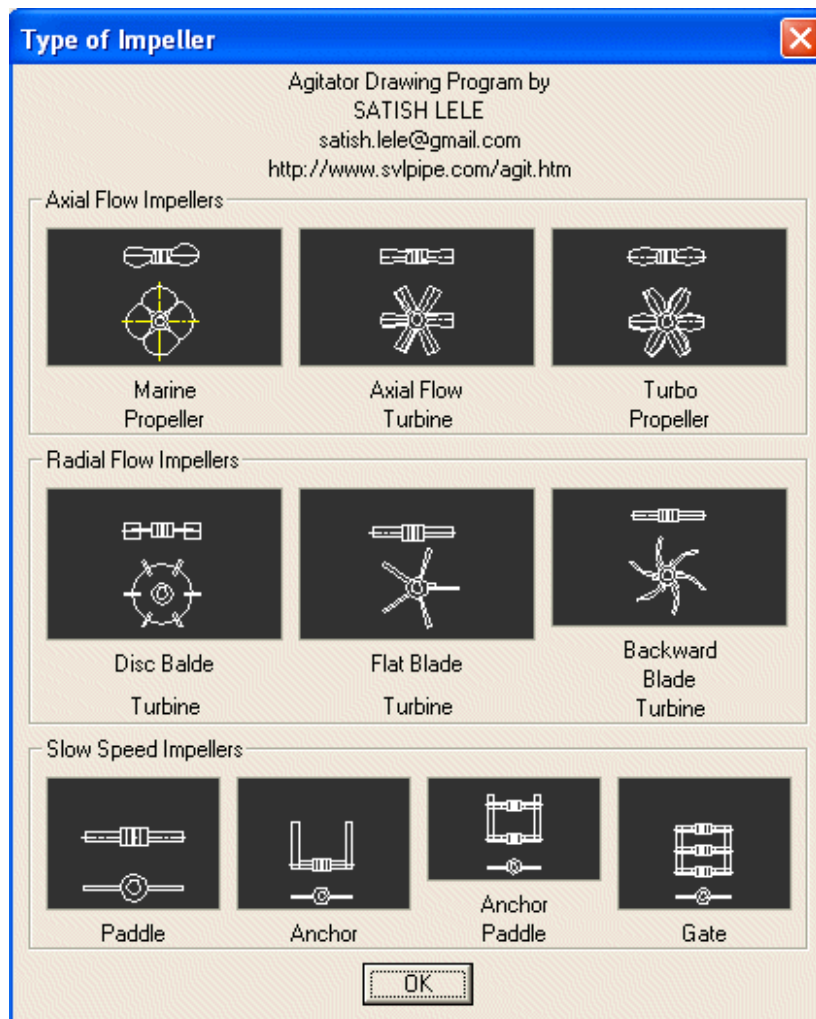 Type of Impeller
Agitator Drawing Program by
SATISH LELE
satish.lele@gmail.com
http://www.svlpipe.com/agit.htm
Axial Flow Impellers
Marine
Propeller
Axial Flow
Turbine
Turbo
Propeller
Radial Flow Impellers
Disc Balde
Turbine
Flat Blade
Turbine
Backward
Blade
Turbine
Slow Speed Impellers
Paddle
Anchor
Anchor
Paddle
Gate
OK